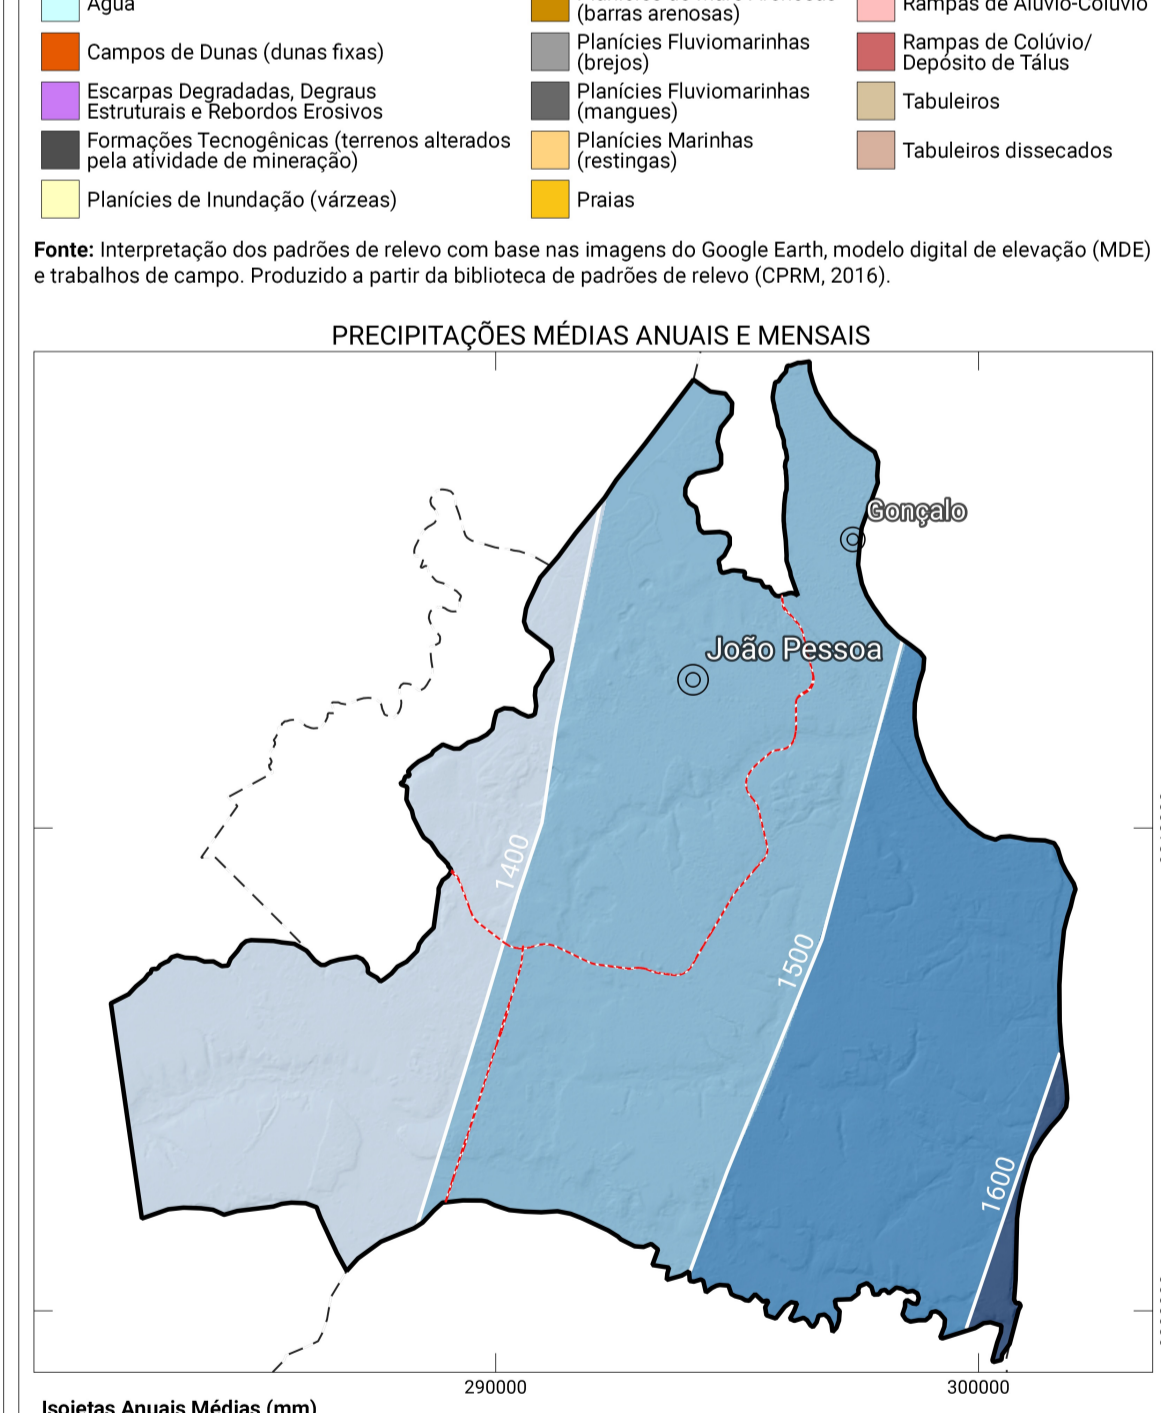 Água
(barras arenosas)
Rampas de Alúvio-Colúvio
Campos de Dunas (dunas fixas)
Planícies Fluviomarinhas
(brejos)
Rampas de Colúvio/
Depósito de Tálus
Escarpas Degradadas, Degraus
Estruturais e Rebordos Erosivos
Planícies Fluviomarinhas
(mangues)
Tabuleiros
Formações Tecnogênicas (terrenos alterados
pela atividade de mineração)
Planícies Marinhas
(restingas)
Tabuleiros dissecados
Planícies de Inundação (várzeas)
Praias
Fonte: Interpretação dos padrões de relevo com base nas imagens do Google Earth, modelo digital de elevação (MDE)
e trabalhos de campo. Produzido a partir da biblioteca de padrões de relevo (CPRM, 2016).
PRECIPITAÇÕES MÉDIAS ANUAIS E MENSAIS
Gonçalo
João Pessoa
1400
1500
1600
290000
300000
Isoietas Anuais Médias (mm)